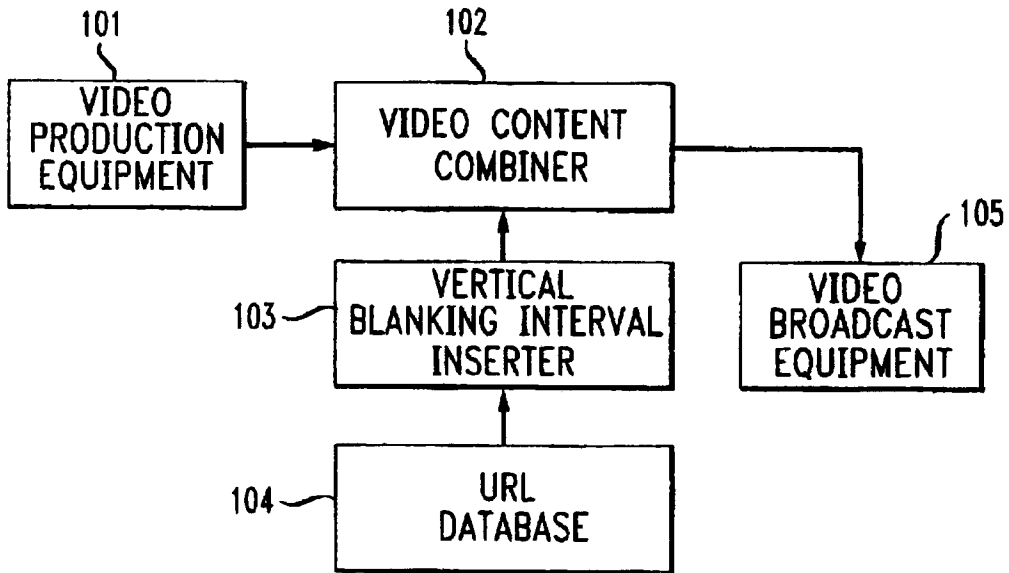 101
VIDEO
PRODUCTION
EQUIPMENT
102
VIDEO CONTENT
COMBINER
103
VERTICAL
BLANKING INTERVAL
INSERTER
105
VIDEO
BROADCAST
EQUIPMENT
104
URL
DATABASE